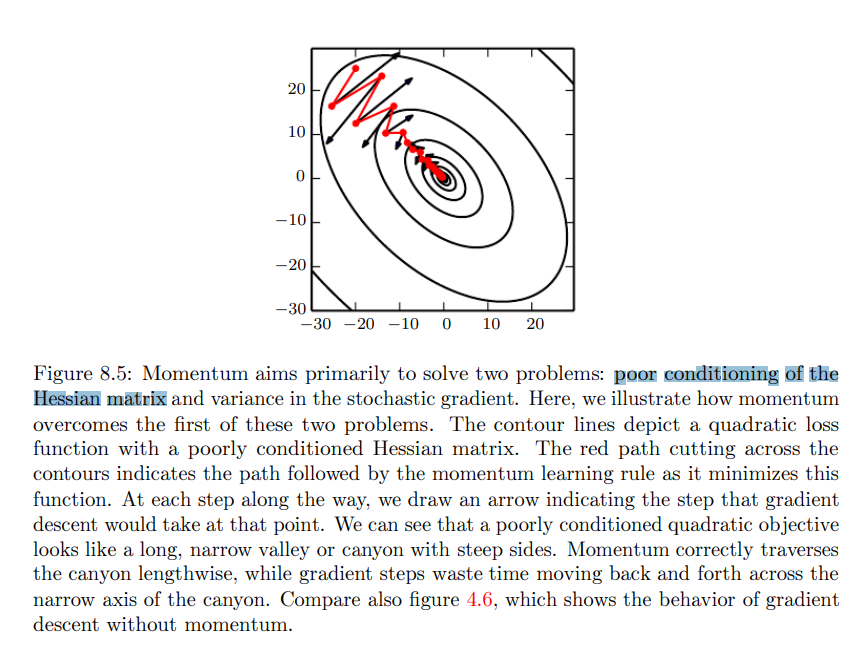 20
10
0
−10
−20
−30
−30 −20 −10 0 10 20
Figure 8.5: Momentum aims primarily to solve two problems: poor conditioning of the
Hessian matrix and variance in the stochastic gradient. Here, we illustrate how momentum
overcomes the first of these two problems. The contour lines depict a quadratic loss
function with a poorly conditioned Hessian matrix. The red path cutting across the
contours indicates the path followed by the momentum learning rule as it minimizes this
function. At each step along the way, we draw an arrow indicating the step that gradient
descent would take at that point. We can see that a poorly conditioned quadratic objective
looks like a long, narrow valley or canyon with steep sides. Momentum correctly traverses
the canyon lengthwise, while gradient steps waste time moving back and forth across the
narrow axis of the canyon. Compare also figure 4.6, which shows the behavior of gradient
descent without momentum.